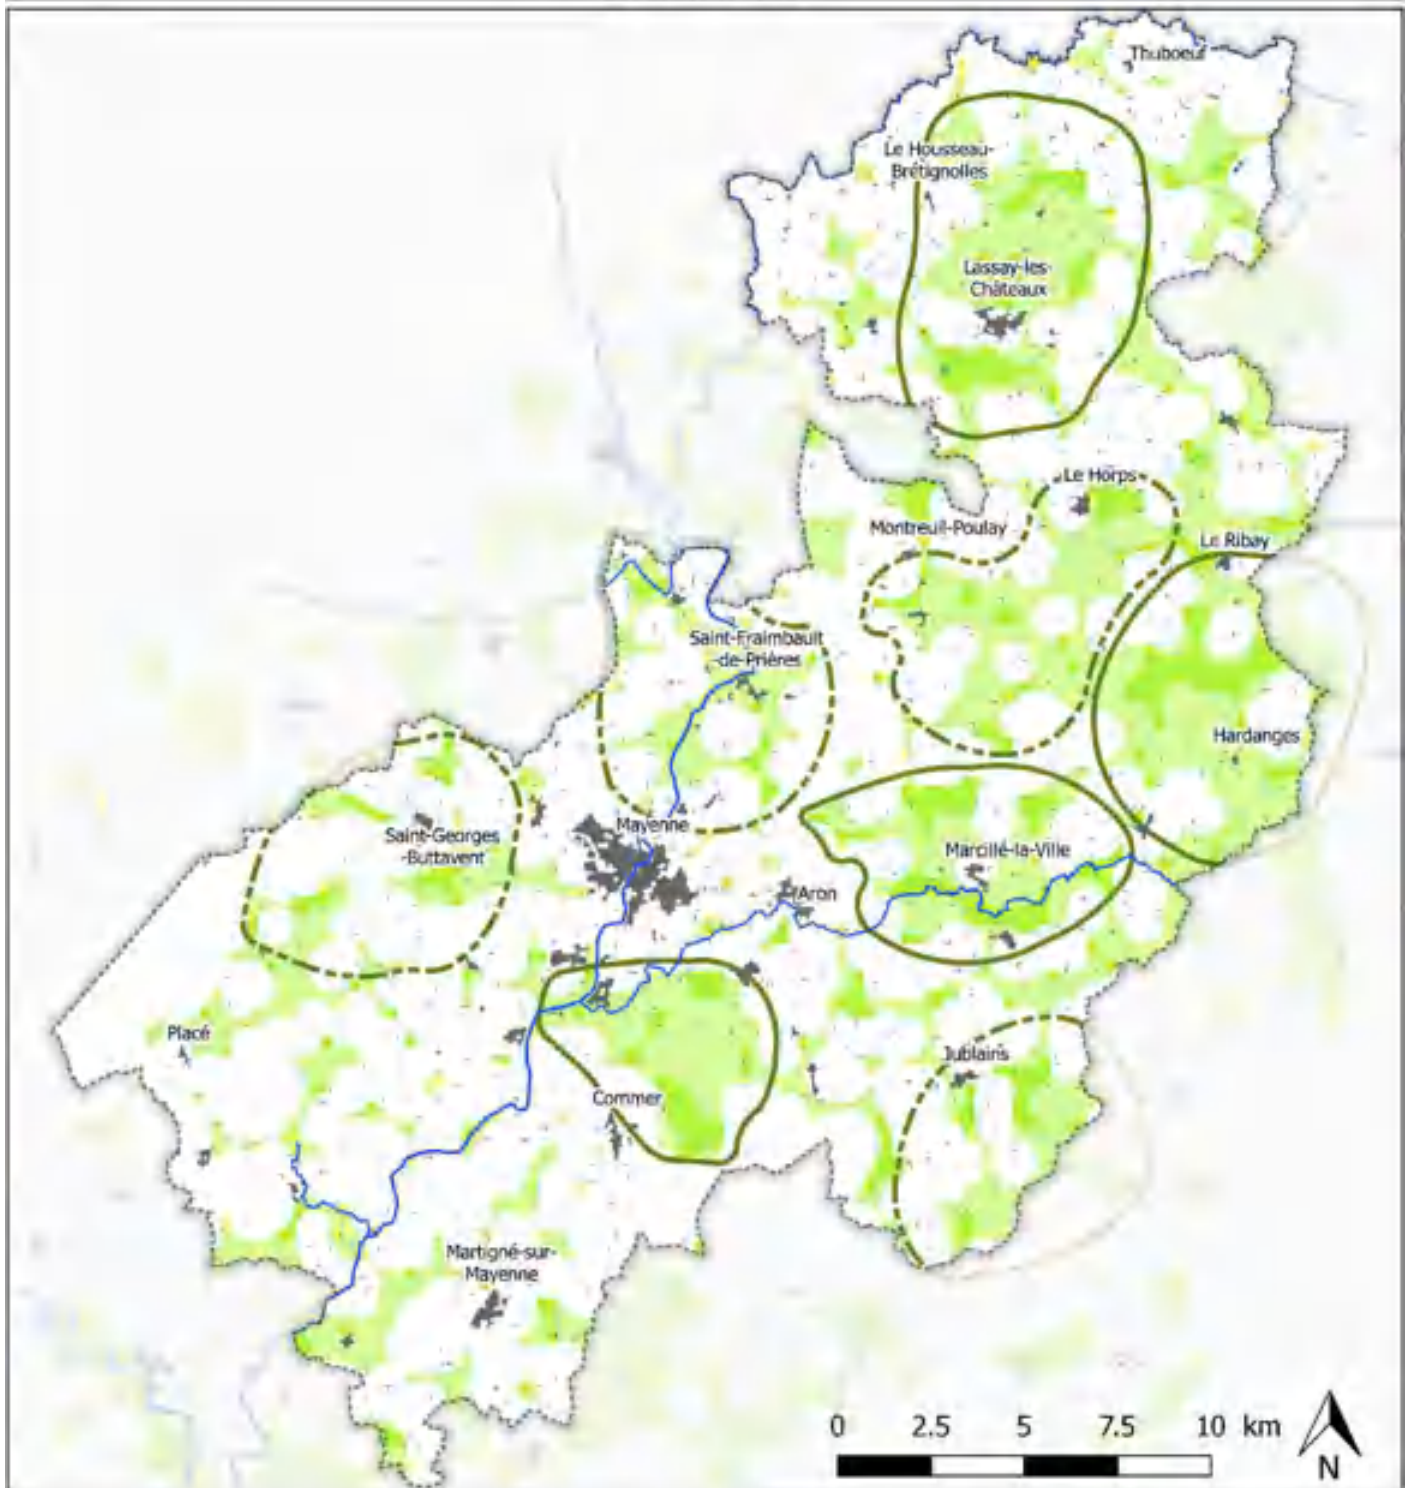 Thuboeuf
Le Housseau-
Brétignolles
Lassay-les-
Châteaux
Le Horps
Montreuil-Poulay
Le Ribay
Saint-Fraimbault
-de-Prières
Hardanges
Mayenne
Saint-Georges
-Buttavent
Marcillé-la-Ville
Aron
Placé
Jublains
Commer
Martigné-sur-
Mayenne
0 2.5 5 7.5 10 km
N